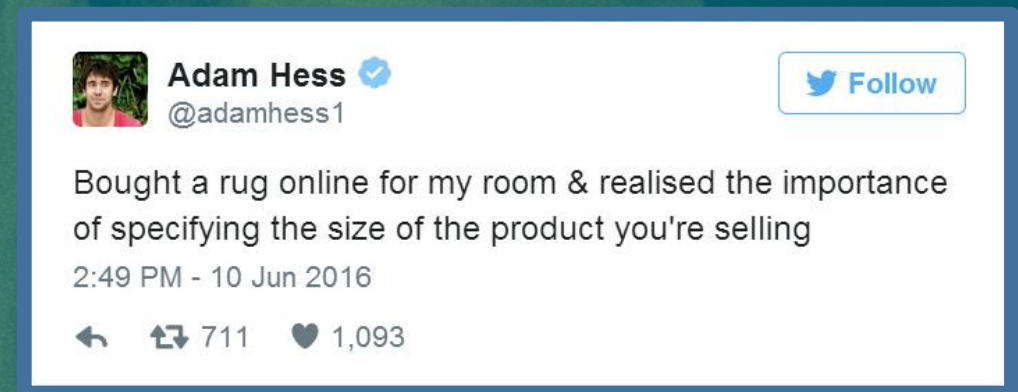 Adam Hess
Follow
@adamhess1
Bought a rug online for my room & realised the importance
of specifying the size of the product you're selling
2:49 PM - 10 Jun 2016
711 1,093